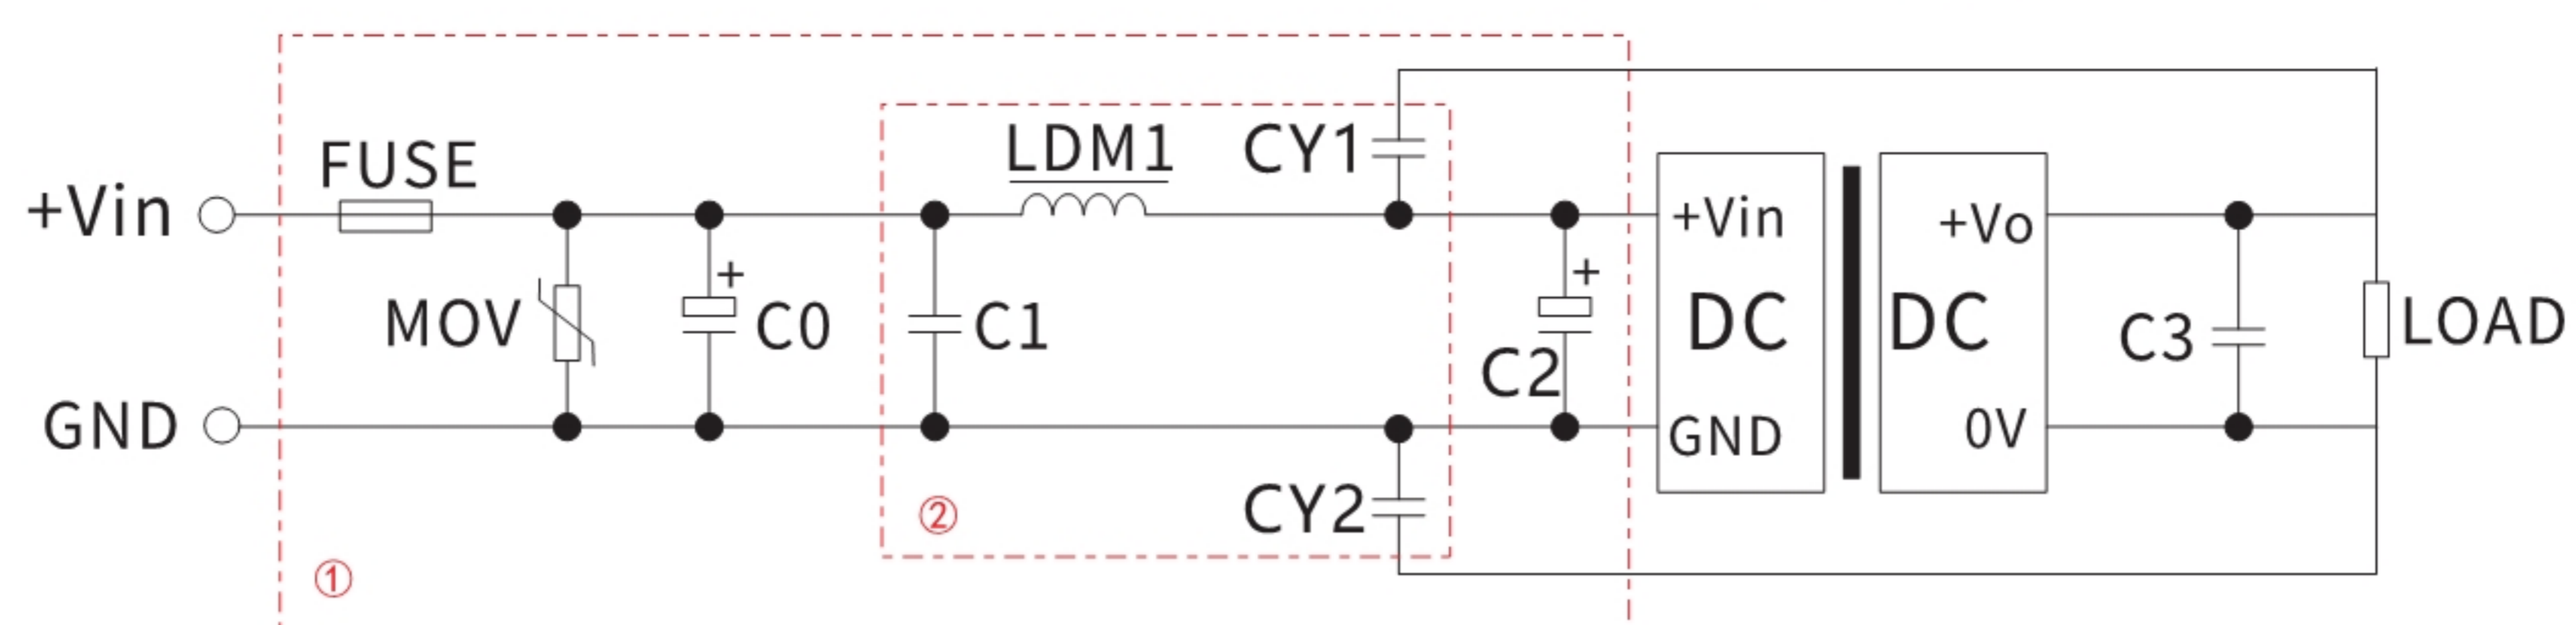 FUSE
LDM1
CY1
+Vin
+Vin
+Vo
MOV
+
C0
C1
+
C2
DC
DC
C3
LOAD
GND
GND
0V
CY2
②
①